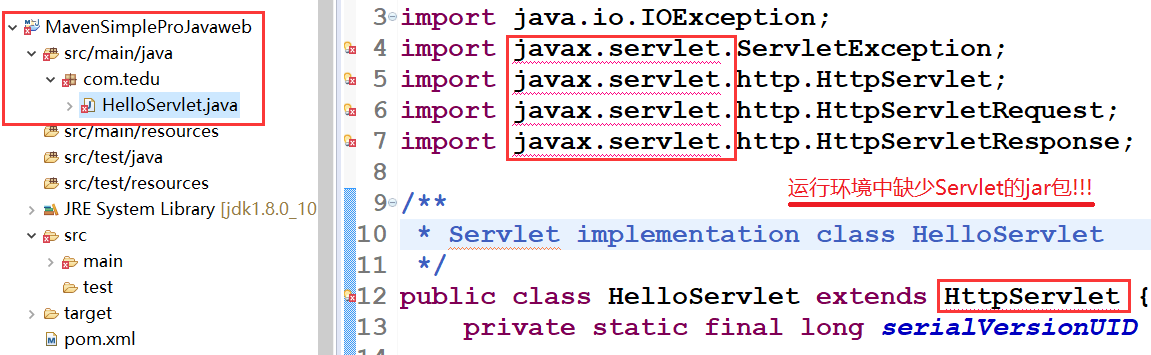 MavenSimpleProJavaweb
src/main/java
com.tedu
HelloServlet.java
src/main/resources
src/test/java
src/test/resources
JRE System Library [jdk1.8.0_10
src
main
test
target
pom.xml
3 import java.io.IOException;
4 import javax.servlet.ServletException;
5 import javax.servlet.http.HttpServlet;
6 import javax.servlet.http.HttpServletRequest;
7 import javax.servlet.http.HttpServletResponse;
8
运行环境中缺少Servlet的jar包!!!
9 /**
10 * Servlet implementation class HelloServlet
11 */
12 public class HelloServlet extends HttpServlet {
13 private static final long serialVersionUID